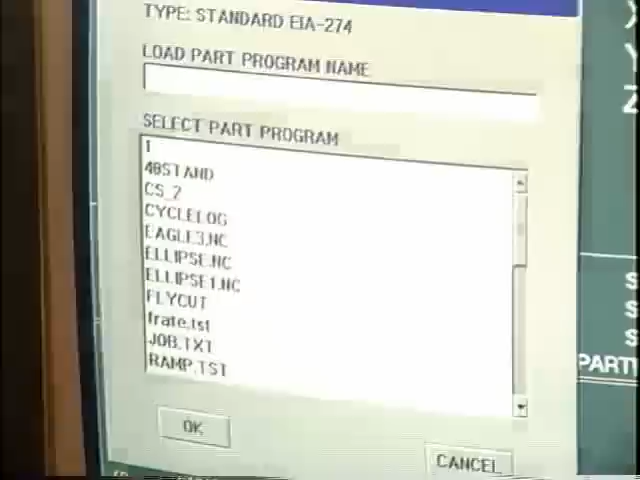 TYPE: STANDARD EIA-274
LOAD PART PROGRAM NAME
SELECT PART PROGRAM
1
40STAND
CS_2
CYCLELOG
EAGLE3.NC
ELLIPSE.NC
ELLIPSE1.NC
FLYCUT
frate.tst
JOB.TXT
RAMP.TST
OK
CANCEL
X
Y
Z
S
S
S
PART